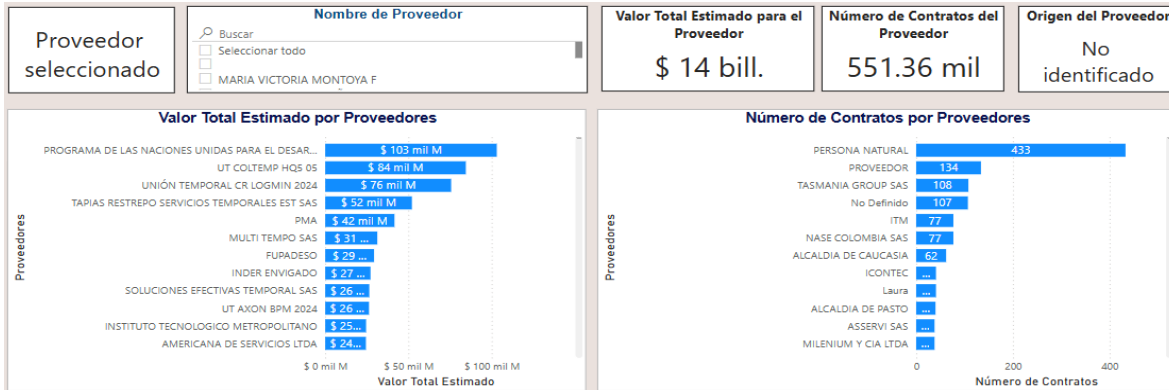 Proveedor
seleccionado
Nombre de Proveedor
Buscar
Seleccionar todo
MARIA VICTORIA MONTOYA F
Valor Total Estimado para el
Proveedor
$ 14 bill.
Número de Contratos del
Proveedor
551.36 mil
Origen del Proveedor
No
identificado
Valor Total Estimado por Proveedores
Proveedores
PROGRAMA DE LAS NACIONES UNIDAS PARA EL DESAR... $ 103 mil M
UT COLTEMP HQ5 05 $ 84 mil M
UNIÓN TEMPORAL CR LOGMIN 2024 $ 76 mil M
TAPIAS RESTREPO SERVICIOS TEMPORALES EST SAS $ 52 mil M
PMA $ 42 mil M
MULTI TEMPO SAS $ 31 ...
FUPADESO $ 29 ...
INDER ENVIGADO $ 27 ...
SOLUCIONES EFECTIVAS TEMPORAL SAS $ 26 ...
UT AXON BPM 2024 $ 26 ...
INSTITUTO TECNOLOGICO METROPOLITANO $ 25...
AMERICANA DE SERVICIOS LTDA $ 24...
$ 0 mil M $ 50 mil M $ 100 mil M
Valor Total Estimado
Número de Contratos por Proveedores
Proveedores
PERSONA NATURAL 433
PROVEEDOR 134
TASMANIA GROUP SAS 108
No Definido 107
ITM 77
NASE COLOMBIA SAS 77
ALCALDIA DE CAUCASIA 62
ICONTEC ...
Laura ...
ALCALDIA DE PASTO ...
ASSERVI SAS ...
MILENIUM Y CIA LTDA ...
0 200 400
Número de Contratos